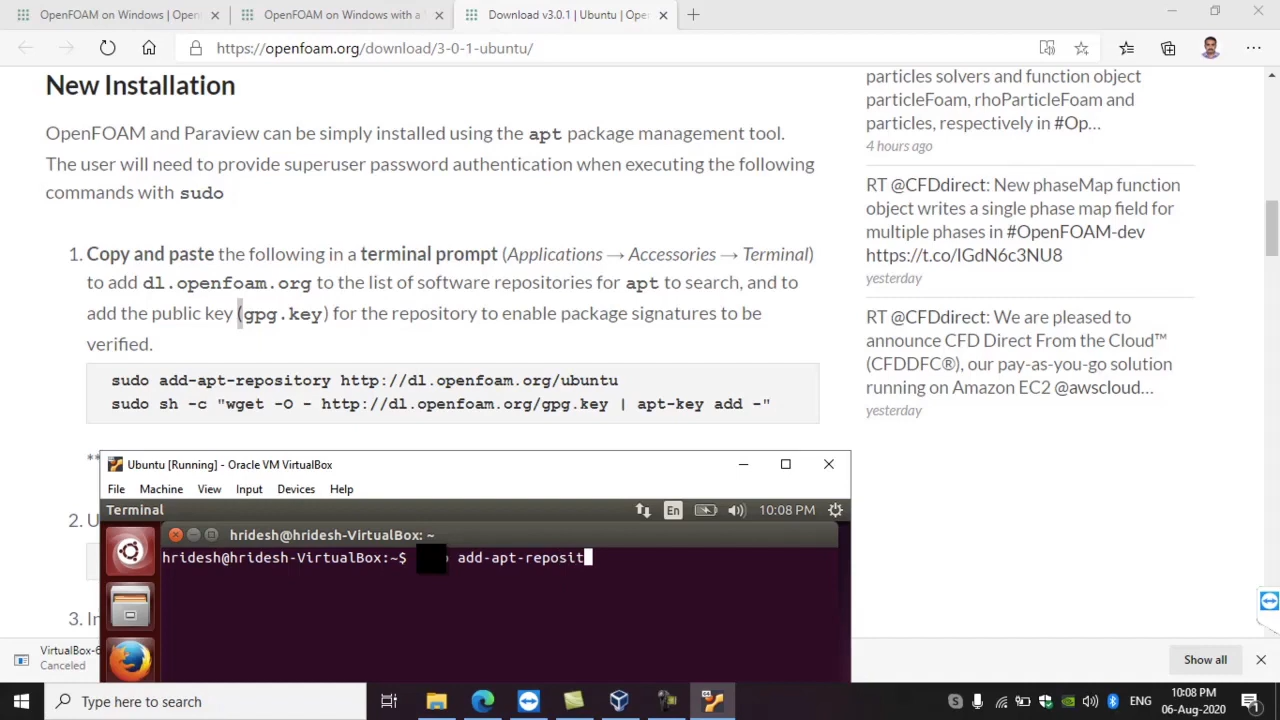 OpenFOAM on Windows | Open
OpenFOAM on Windows with a
Download v3.0.1 | Ubuntu | Oper
https://openfoam.org/download/3-0-1-ubuntu/
New Installation
OpenFOAM and Paraview can be simply installed using the apt package management tool.
The user will need to provide superuser password authentication when executing the following
commands with sudo
1. Copy and paste the following in a terminal prompt (Applications → Accessories → Terminal)
to add dl.openfoam.org to the list of software repositories for apt to search, and to
add the public key (gpg.key) for the repository to enable package signatures to be
verified.
sudo add-apt-repository http://dl.openfoam.org/ubuntu
sudo sh -c "wget -O - http://dl.openfoam.org/gpg.key | apt-key add -"
**
2. U
3. In
particles solvers and function object
particleFoam, rhoParticleFoam and
particles, respectively in #Op…
4 hours ago
RT @CFDdirect: New phaseMap function
object writes a single phase map field for
multiple phases in #OpenFOAM-dev
https://t.co/IGdN6c3NU8
yesterday
RT @CFDdirect: We are pleased to
announce CFD Direct From the Cloud™
(CFDDFC®), our pay-as-you-go solution
running on Amazon EC2 @awscloud…
yesterday
Ubuntu [Running] - Oracle VM VirtualBox
File Machine View Input Devices Help
Terminal En 10:08 PM
hridesh@hridesh-VirtualBox: ~
hridesh@hridesh-VirtualBox:~$ add-apt-reposit
VirtualBox-6
Canceled
Show all
Type here to search
ENG
10:08 PM
06-Aug-2020
1